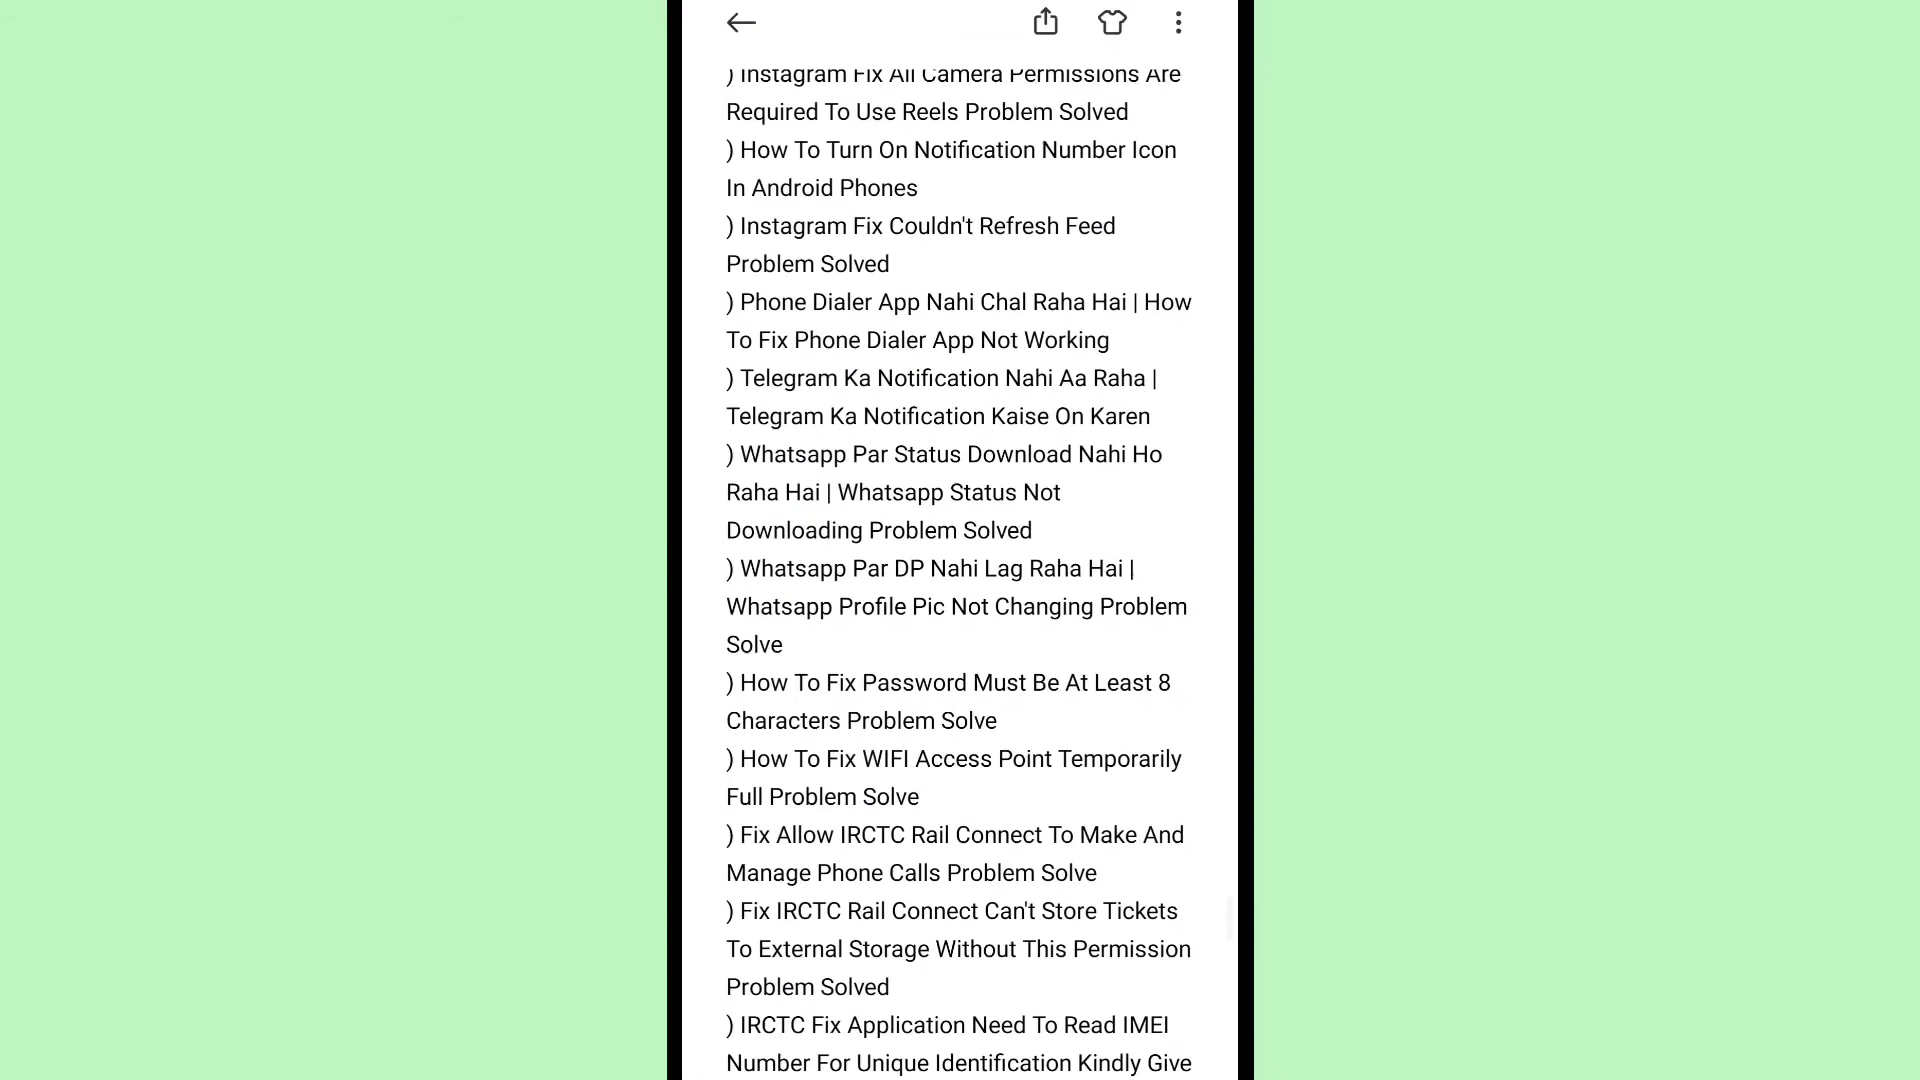 ) Instagram Fix All Camera Permissions Are
Required To Use Reels Problem Solved
) How To Turn On Notification Number Icon
In Android Phones
) Instagram Fix Couldn't Refresh Feed
Problem Solved
) Phone Dialer App Nahi Chal Raha Hai | How
To Fix Phone Dialer App Not Working
) Telegram Ka Notification Nahi Aa Raha |
Telegram Ka Notification Kaise On Karen
) Whatsapp Par Status Download Nahi Ho
Raha Hai | Whatsapp Status Not
Downloading Problem Solved
) Whatsapp Par DP Nahi Lag Raha Hai |
Whatsapp Profile Pic Not Changing Problem
Solve
) How To Fix Password Must Be At Least 8
Characters Problem Solve
) How To Fix WIFI Access Point Temporarily
Full Problem Solve
) Fix Allow IRCTC Rail Connect To Make And
Manage Phone Calls Problem Solve
) Fix IRCTC Rail Connect Can't Store Tickets
To External Storage Without This Permission
Problem Solved
) IRCTC Fix Application Need To Read IMEI
Number For Unique Identification Kindly Give